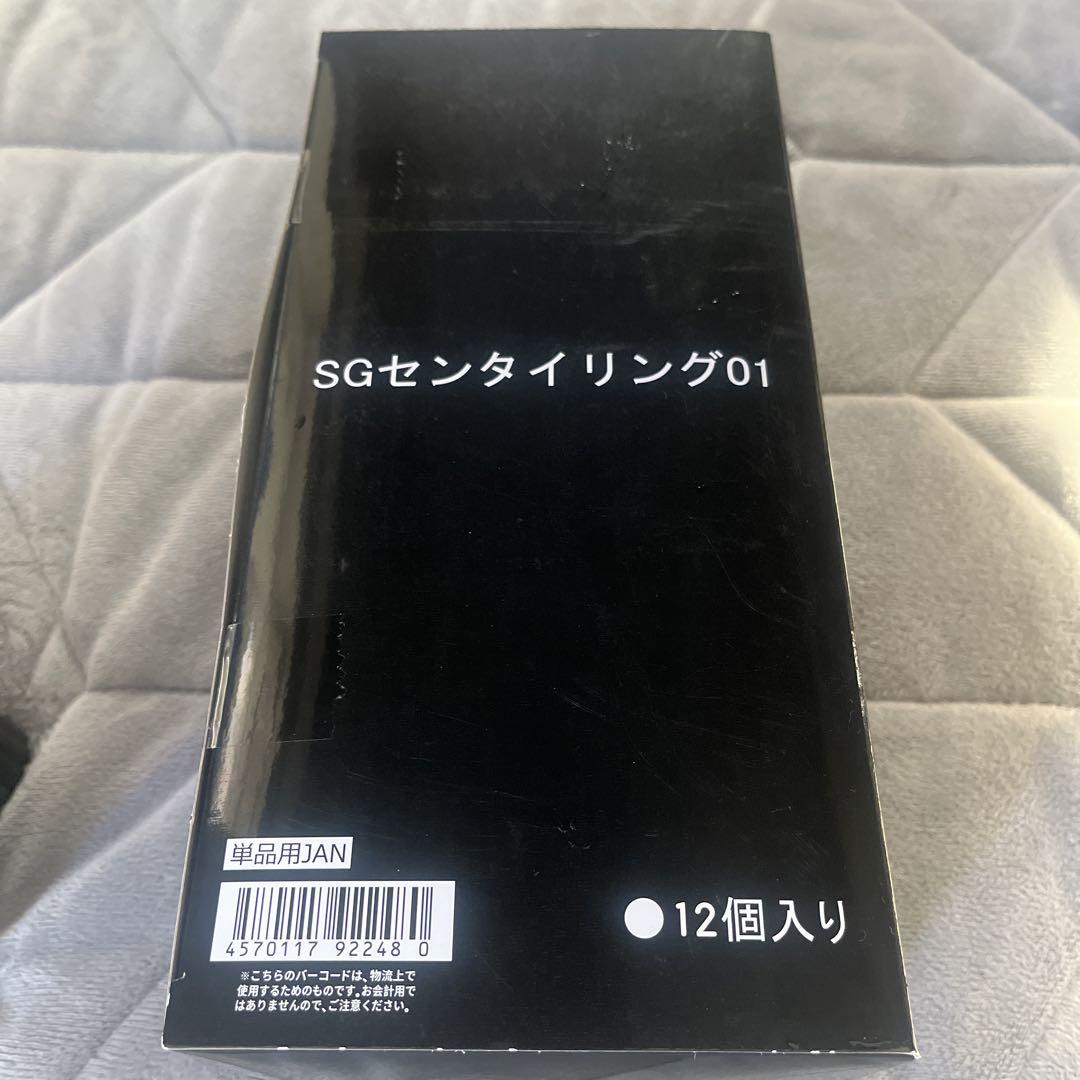 SGセンタイリング01
単品用JAN
4570117 92248 0
●12個入り
※こちらのバーコードは、物流上で
使用するためのものです。お会計用で
はありませんので、ご注意ください。